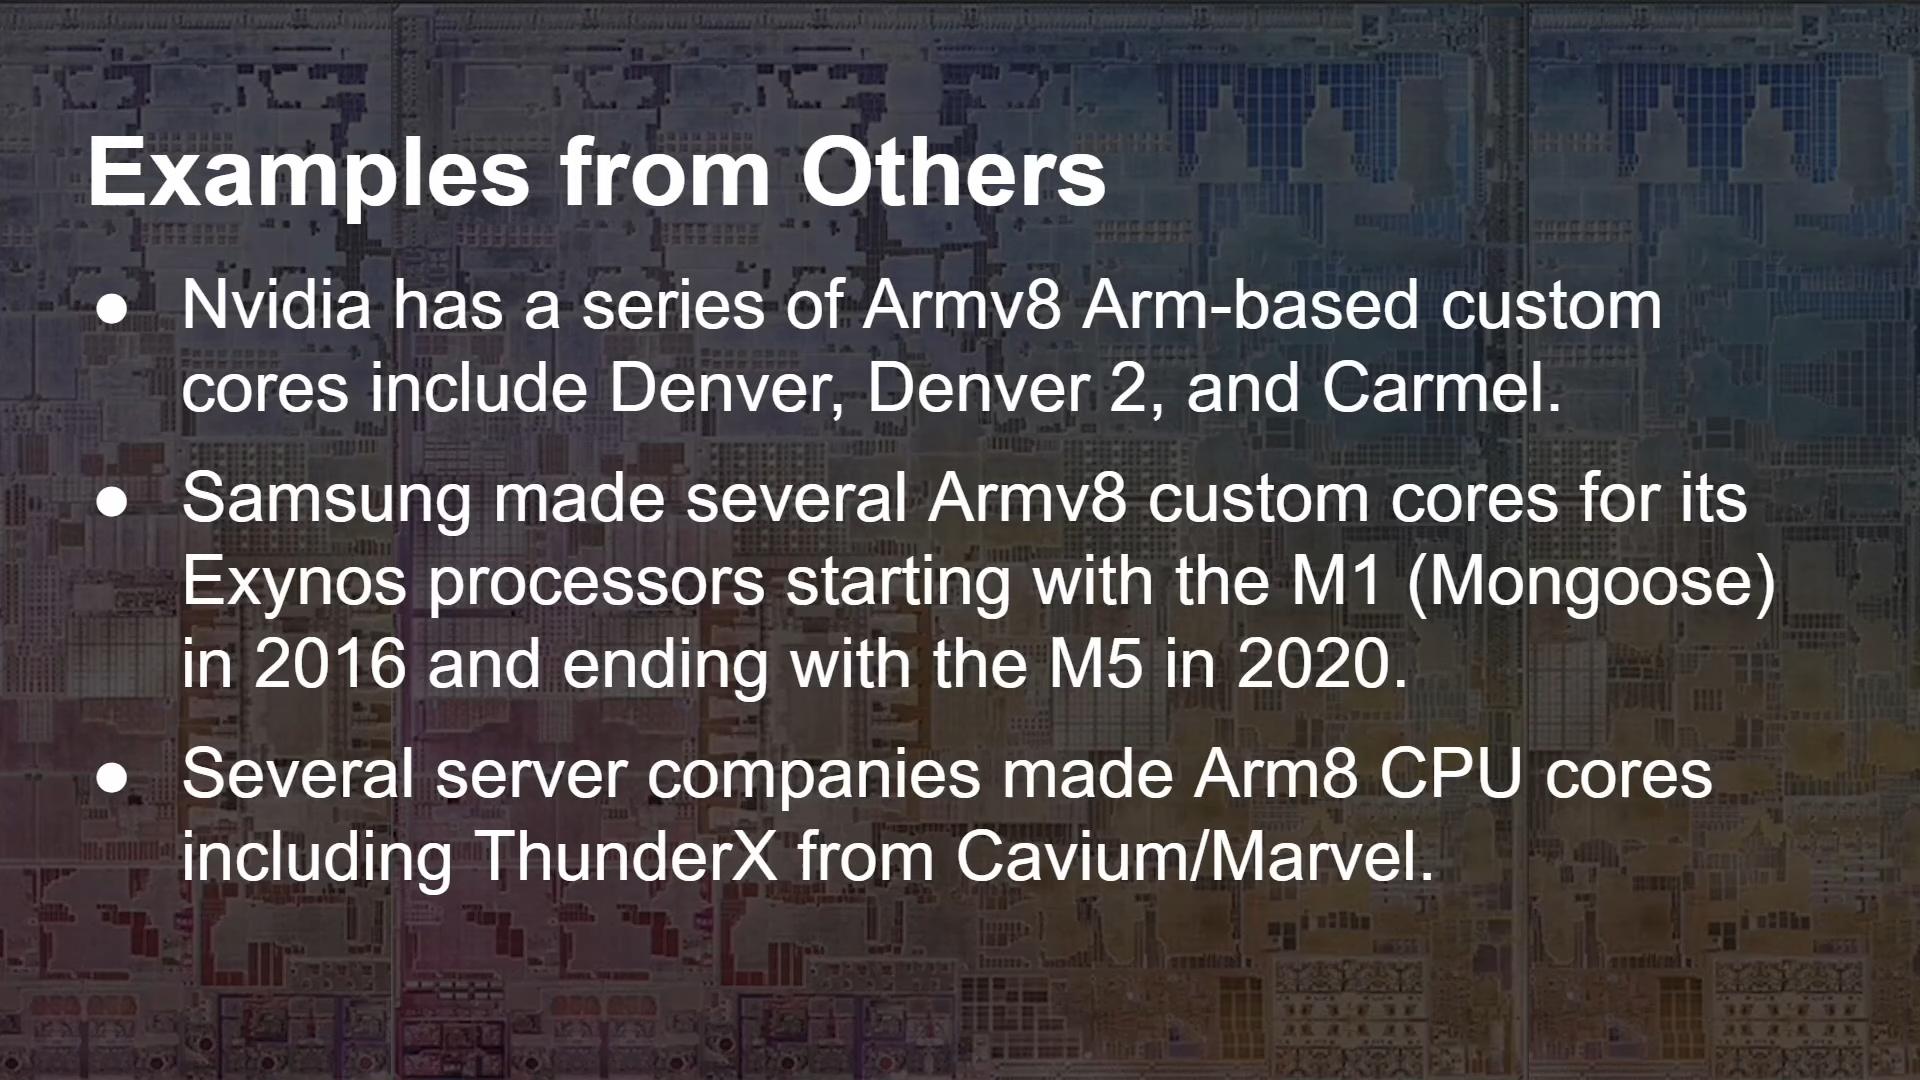 Examples from Others
● Nvidia has a series of Armv8 Arm-based custom
cores include Denver, Denver 2, and Carmel.
● Samsung made several Armv8 custom cores for its
Exynos processors starting with the M1 (Mongoose)
in 2016 and ending with the M5 in 2020.
● Several server companies made Arm8 CPU cores
including ThunderX from Cavium/Marvel.